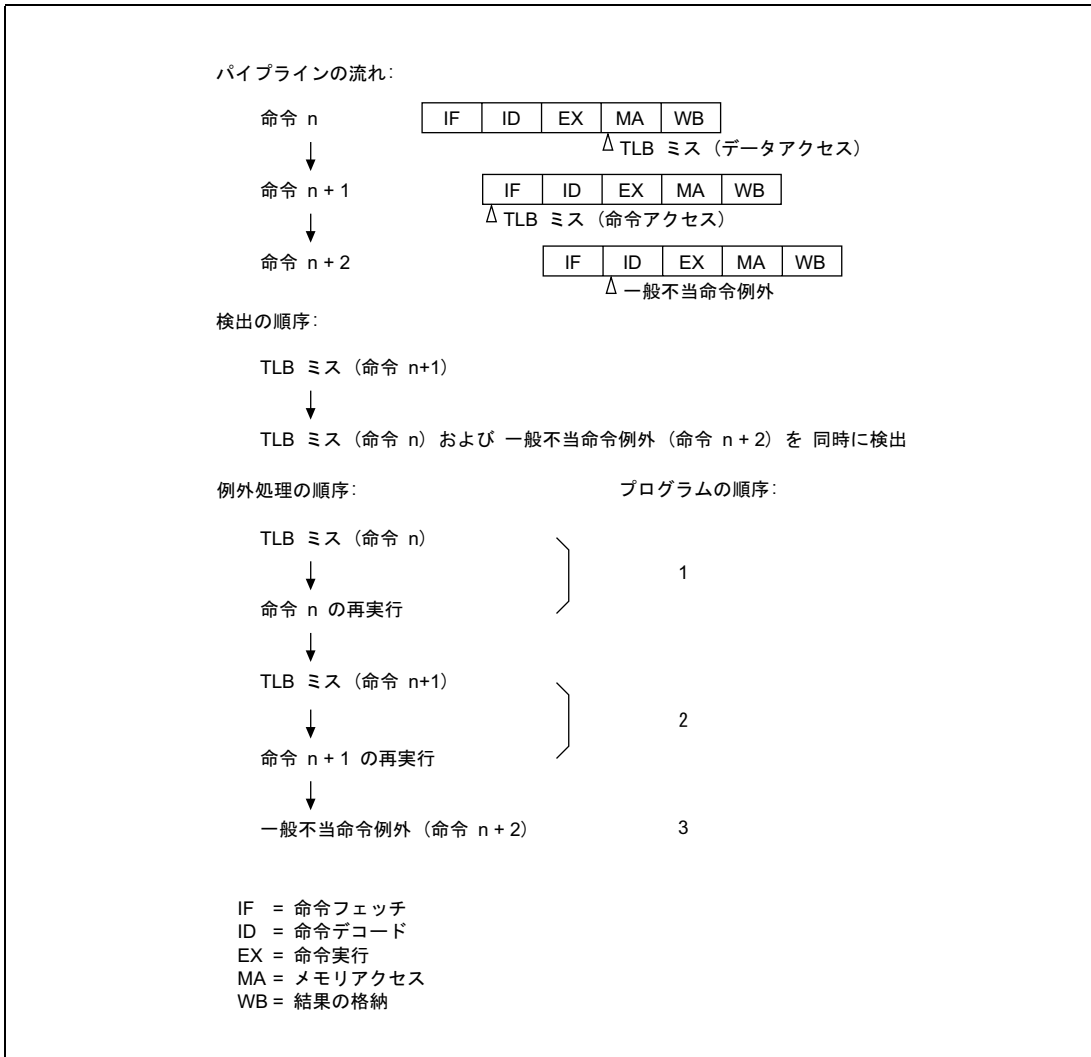 パイプラインの流れ:
命令 n IF ID EX MA WB
TLB ミス (データアクセス)
命令 n + 1 IF ID EX MA WB
TLB ミス (命令アクセス)
命令 n + 2 IF ID EX MA WB
一般不当命令例外
検出の順序:
TLB ミス (命令 n+1)
TLB ミス (命令 n) および 一般不当命令例外 (命令 n + 2) を 同時に検出
例外処理の順序: プログラムの順序:
TLB ミス (命令 n)
1
命令 n の再実行
TLB ミス (命令 n+1)
2
命令 n + 1 の再実行
一般不当命令例外 (命令 n + 2) 3
IF = 命令フェッチ
ID = 命令デコード
EX = 命令実行
MA = メモリアクセス
WB = 結果の格納